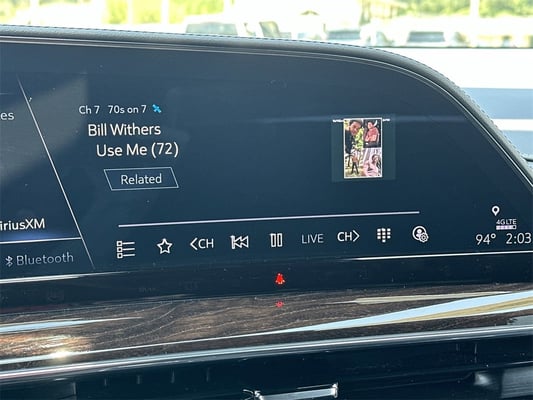 es
Ch 7 70s on 7
Bill Withers
Use Me (72)
Related
iriusXM
Bluetooth
CH
LIVE
CH
4G LTE
94° 2:03